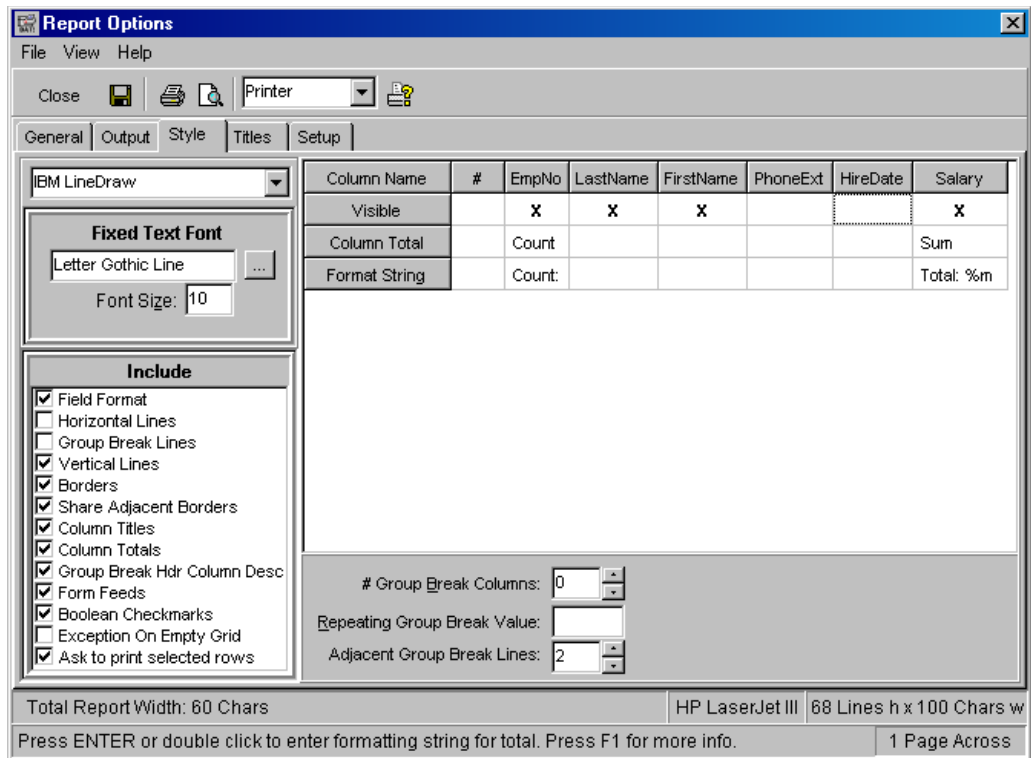 Report Options
File View Help
Close Printer
General Output Style Titles Setup
IBM LineDraw
Fixed Text Font
Letter Gothic Line ...
Font Size: 10
Include
Field Format
Horizontal Lines
Group Break Lines
Vertical Lines
Borders
Share Adjacent Borders
Column Titles
Column Totals
Group Break Hdr Column Desc
Form Feeds
Boolean Checkmarks
Exception On Empty Grid
Ask to print selected rows
Column Name # EmpNo LastName FirstName PhoneExt HireDate Salary
Visible X X X X
Column Total Count Sum
Format String Count: Total: %m
# Group Break Columns: 0
Repeating Group Break Value:
Adjacent Group Break Lines: 2
Total Report Width: 60 Chars HP LaserJet III 68 Lines h x 100 Chars w
Press ENTER or double click to enter formatting string for total. Press F1 for more info. 1 Page Across